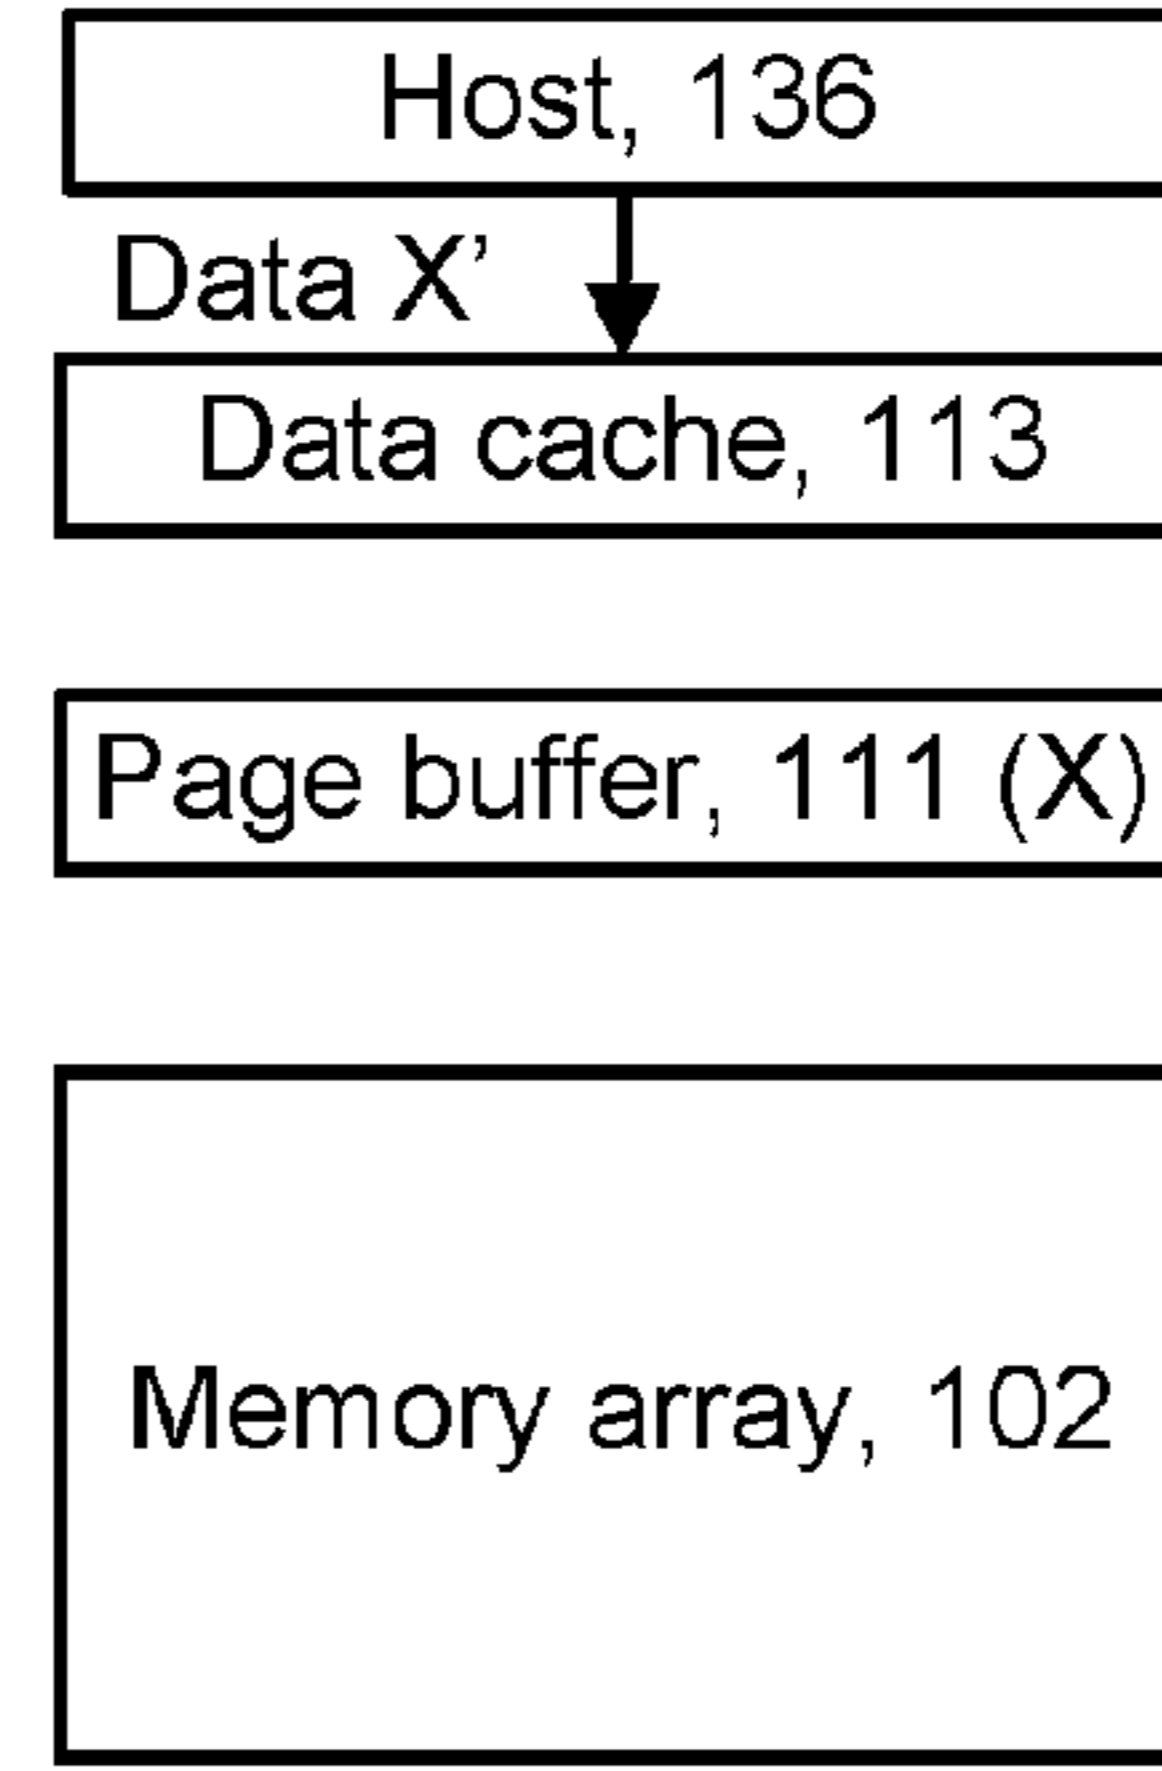 Host, 136
Data X’
Data cache, 113
Page buffer, 111 (X)
Memory array, 102